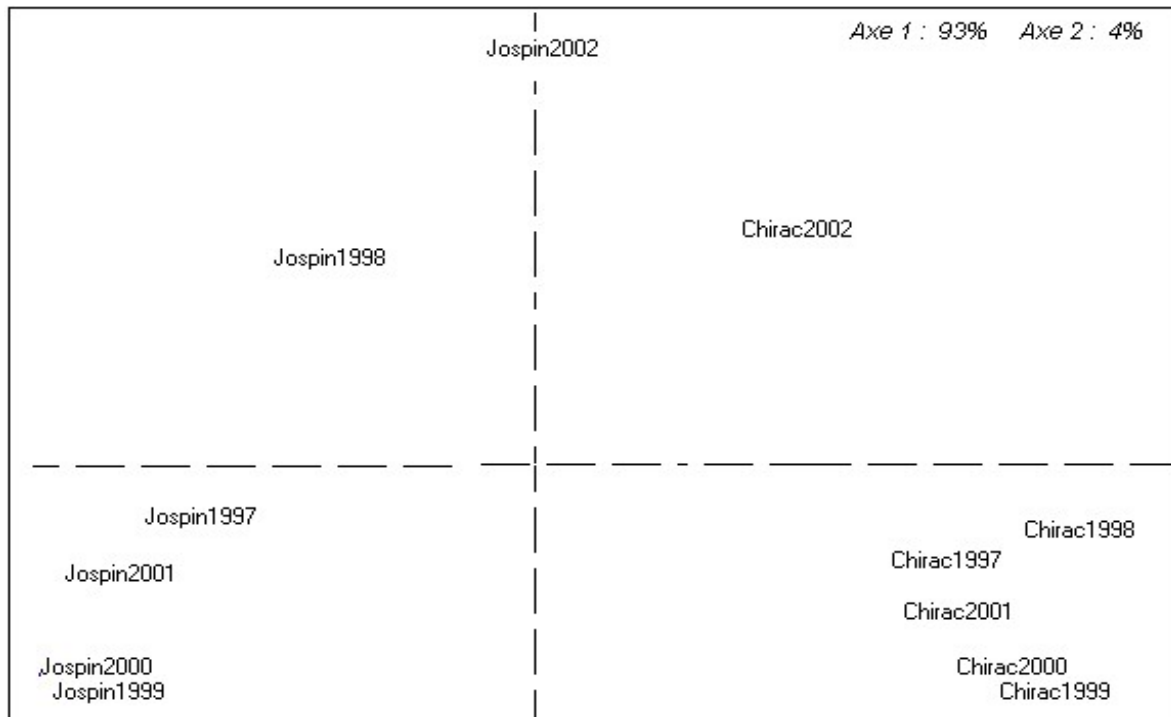 Axe 1 : 93% Axe 2 : 4%
Jospin2002
Chirac2002
Jospin1998
Jospin1997
Chirac1998
Chirac1997
Jospin2001
Chirac2001
Jospin2000
Chirac2000
Jospin1999
Chirac1999